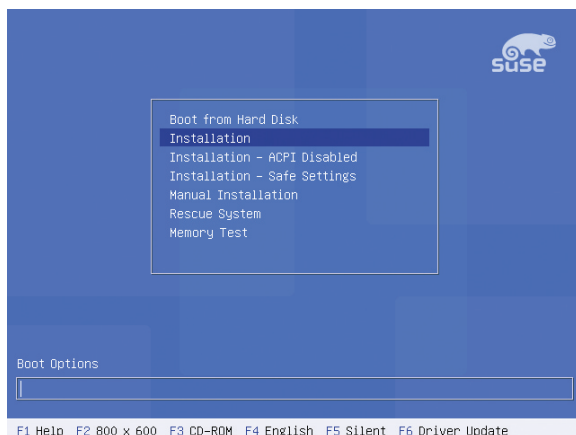 suse
Boot from Hard Disk
Installation
Installation - ACPI Disabled
Installation - Safe Settings
Manual Installation
Rescue System
Memory Test
Boot Options
F1 Help F2 800 x 600 F3 CD-ROM F4 English F5 Silent F6 Driver Update